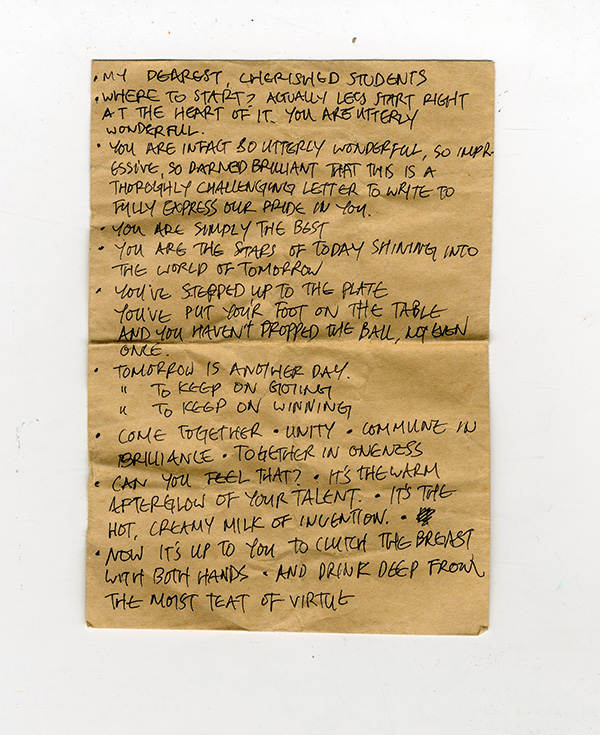 • MY DEAREST, CHERISHED STUDENTS
• WHERE TO START? ACTUALLY LETS START RIGHT
AT THE HEART OF IT. YOU ARE UTTERLY
WONDERFUL.
• YOU ARE INFACT SO UTTERLY WONDERFUL, SO IMPR-
ESSIVE, SO DARNED BRILLIANT THAT THIS IS A
THOROGHLY CHALLENGING LETTER TO WRITE TO
FULLY EXPRESS OUR PRIDE IN YOU.
• YOU ARE SIMPLY THE BEST
• YOU ARE THE STARS OF TODAY SHINING INTO
THE WORLD OF TOMORROW
• YOU'VE STEPPED UP TO THE PLATE
YOU'VE PUT YOUR FOOT ON THE TABLE
AND YOU HAVEN'T DROPPED THE BALL, NOT EVEN
ONCE.
• TOMORROW IS ANOTHER DAY.
" TO KEEP ON GOING
" TO KEEP ON WINNING
• COME TOGETHER • UNITY • COMMUNE IN
BRILLIANCE • TOGETHER IN ONENESS
• CAN YOU FEEL THAT? • IT'S THE WARM
AFTERGLOW OF YOUR TALENT. • IT'S THE
HOT, CREAMY MILK OF INVENTION. •
• NOW IT'S UP TO YOU TO CLUTCH THE BREAST
WITH BOTH HANDS • AND DRINK DEEP FROM
THE MOIST TEAT OF VIRTUE